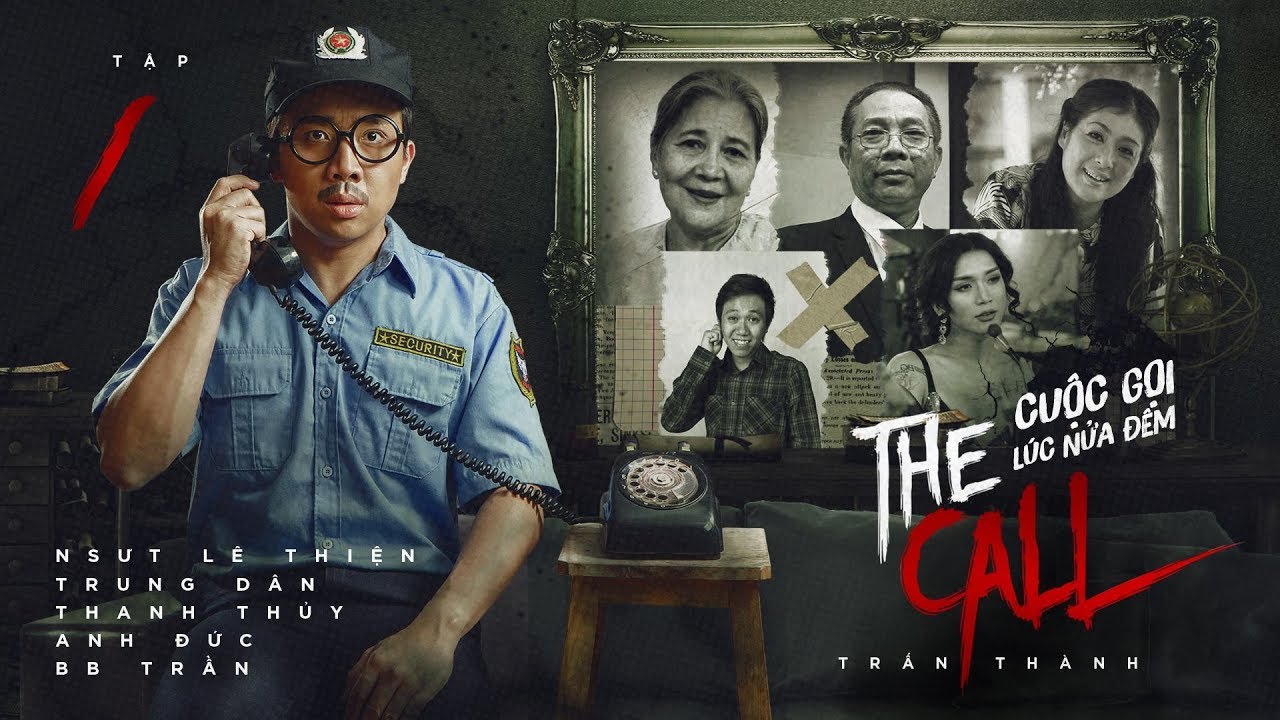 TẬP
1
SECURITY
THE
CALL
CUỘC GỌI
LÚC NỬA ĐÊM
TRẤN THÀNH
NSƯT LÊ THIỆN
TRUNG DÂN
THANH THỦY
ANH ĐỨC
BB TRẦN